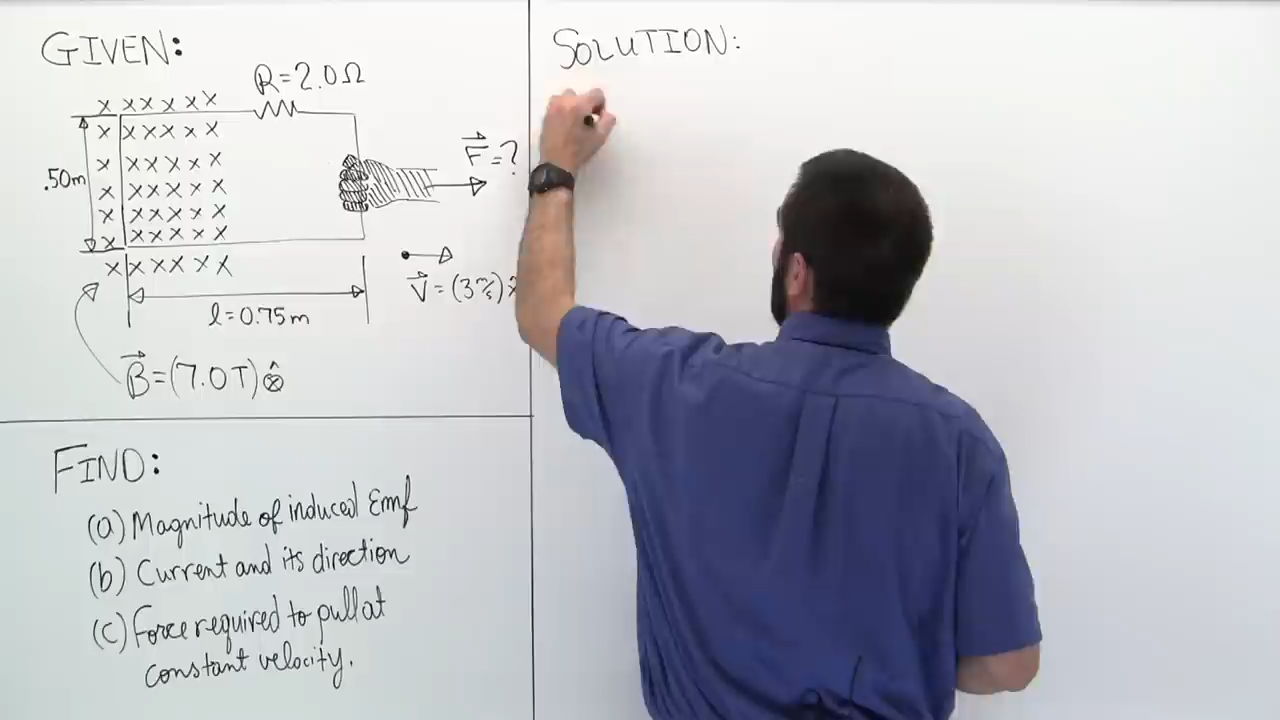 GIVEN:
R=2.0Ω
x x x x x x
x x x x x x
x x x x x x
x x x x x x
x x x x x x
x x x x x x
x x x x x x
.50m
F⃗=?
V⃗=(3 m/s)
l=0.75m
B⃗=(7.0T)⊗̂
FIND:
(a) Magnitude of induced Emf
(b) Current and its direction
(c) Force required to pull at
constant velocity.
SOLUTION: